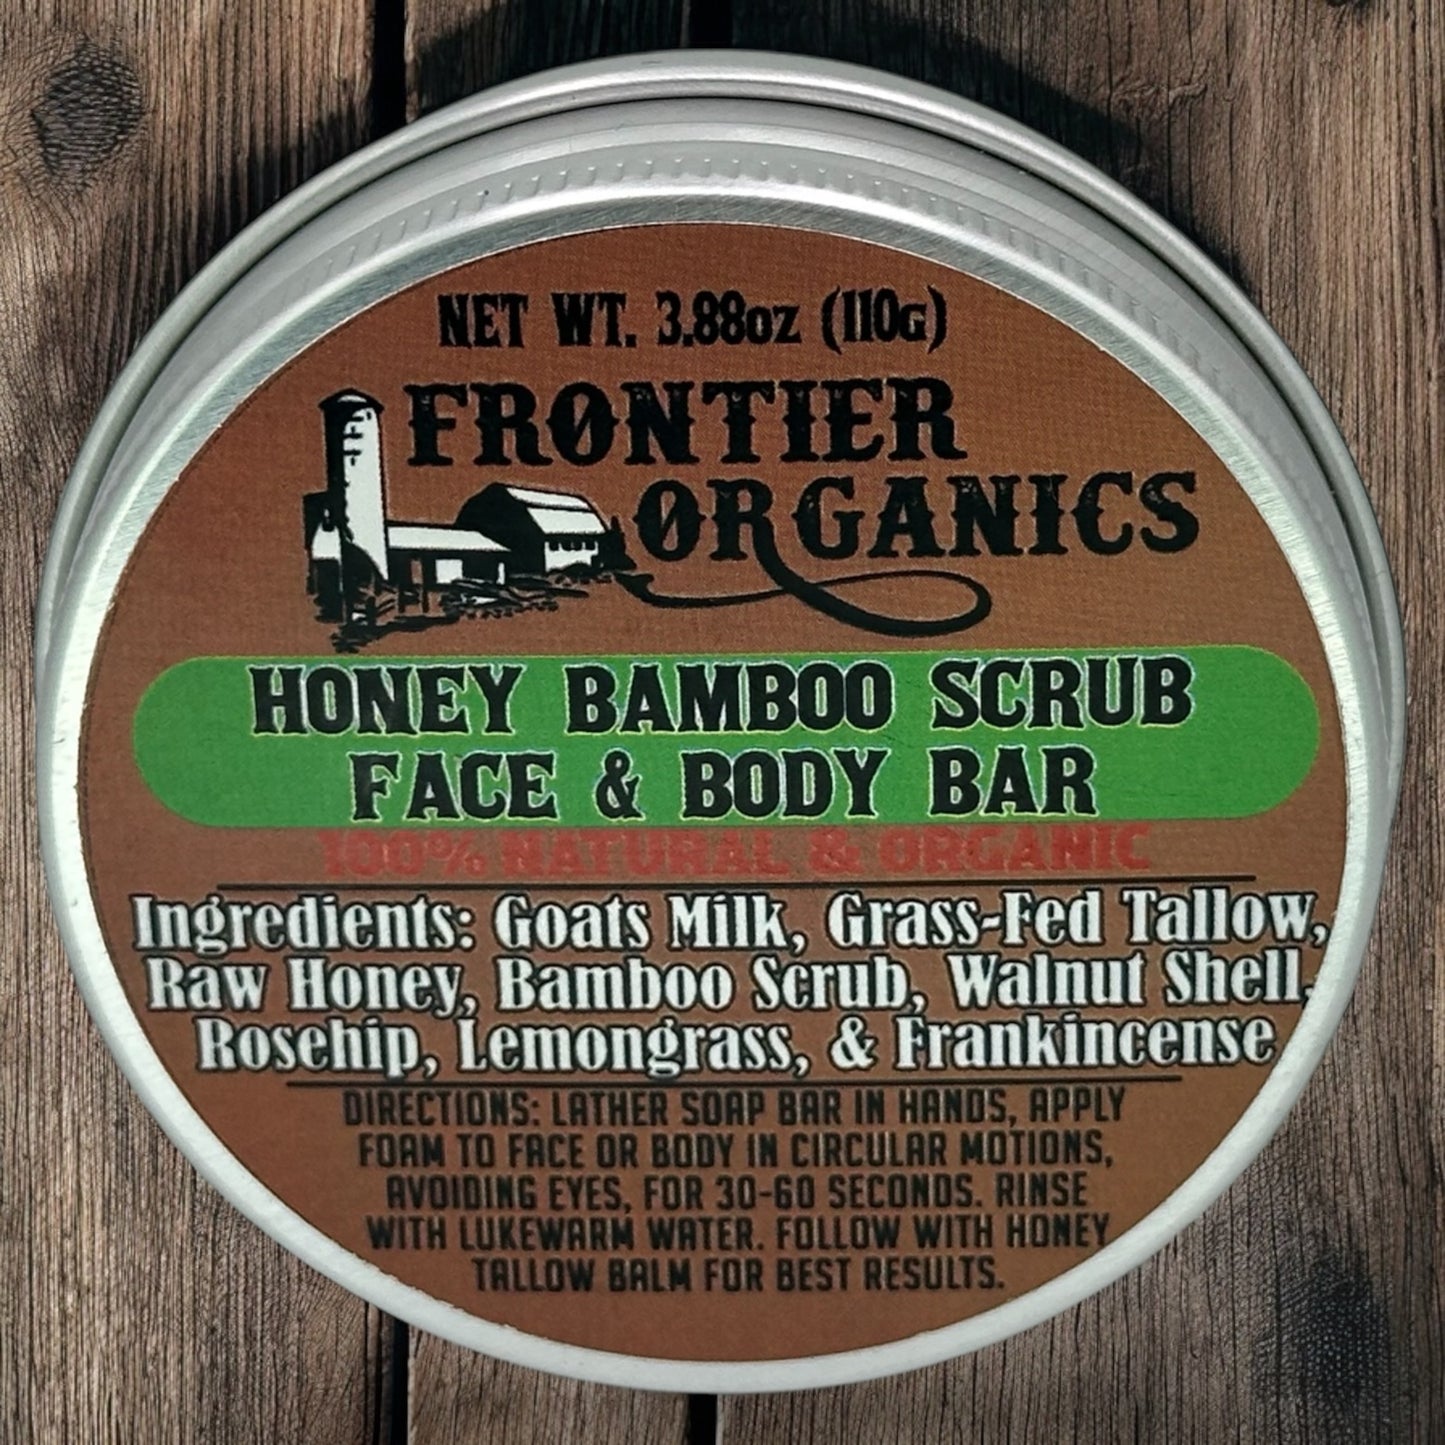 NET WT. 3.88OZ (110G)
FRONTIER
ORGANICS
HONEY BAMBOO SCRUB
FACE & BODY BAR
100% NATURAL & ORGANIC
Ingredients: Goats Milk, Grass-Fed Tallow,
Raw Honey, Bamboo Scrub, Walnut Shell,
Rosehip, Lemongrass, & Frankincense
DIRECTIONS: LATHER SOAP BAR IN HANDS, APPLY
FOAM TO FACE OR BODY IN CIRCULAR MOTIONS,
AVOIDING EYES, FOR 30-60 SECONDS. RINSE
WITH LUKEWARM WATER. FOLLOW WITH HONEY
TALLOW BALM FOR BEST RESULTS.